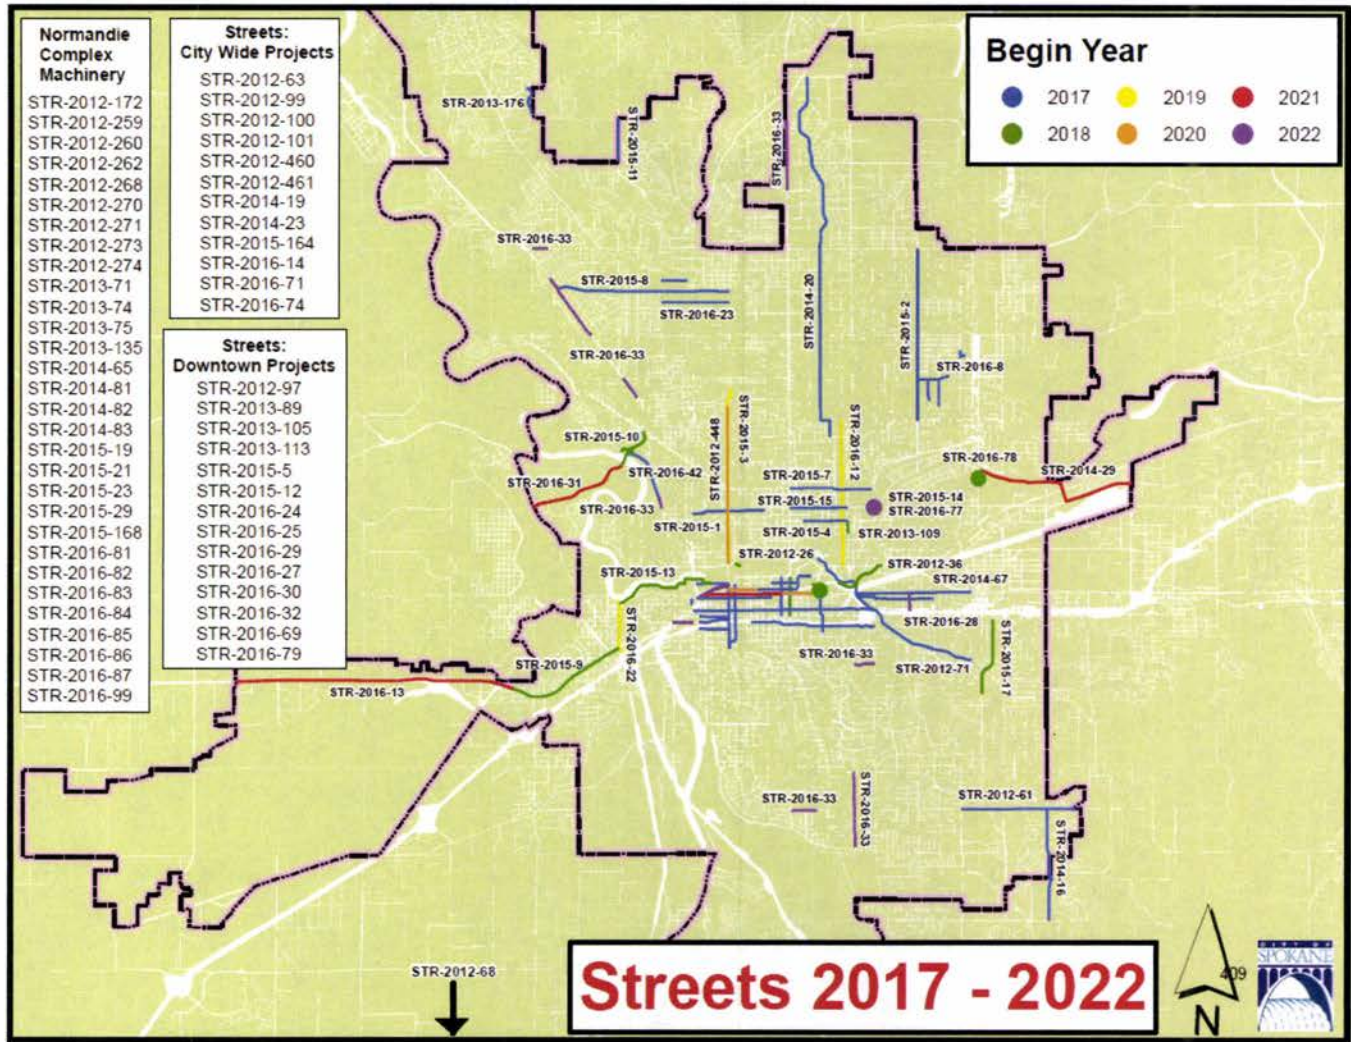 Normandie
Complex
Machinery
STR-2012-172
STR-2012-259
STR-2012-260
STR-2012-262
STR-2012-268
STR-2012-270
STR-2012-271
STR-2012-273
STR-2012-274
STR-2013-71
STR-2013-74
STR-2013-75
STR-2013-135
STR-2014-65
STR-2014-81
STR-2014-82
STR-2014-83
STR-2015-19
STR-2015-21
STR-2015-23
STR-2015-29
STR-2015-168
STR-2016-81
STR-2016-82
STR-2016-83
STR-2016-84
STR-2016-85
STR-2016-86
STR-2016-87
STR-2016-99
Streets:
City Wide Projects
STR-2012-63
STR-2012-99
STR-2012-100
STR-2012-101
STR-2012-460
STR-2012-461
STR-2014-19
STR-2014-23
STR-2015-164
STR-2016-14
STR-2016-71
STR-2016-74
Streets:
Downtown Projects
STR-2012-97
STR-2013-89
STR-2013-105
STR-2013-113
STR-2015-5
STR-2015-12
STR-2016-24
STR-2016-25
STR-2016-29
STR-2016-27
STR-2016-30
STR-2016-32
STR-2016-69
STR-2016-79
Begin Year
2017 2019 2021
2018 2020 2022
STR-2013-176
STR-2015-11
STR-2016-33
STR-2016-33
STR-2015-8
STR-2016-23
STR-2014-20
STR-2015-2
STR-2016-33
STR-2016-8
STR-2012-448
STR-2015-3
STR-2016-12
STR-2015-10
STR-2016-42
STR-2016-31
STR-2016-33
STR-2015-7
STR-2015-15
STR-2015-1
STR-2015-4
STR-2015-14
STR-2016-77
STR-2013-109
STR-2016-78
STR-2014-29
STR-2012-26
STR-2012-36
STR-2015-13
STR-2014-67
STR-2016-28
STR-2016-22
STR-2015-9
STR-2016-33
STR-2012-71
STR-2015-17
STR-2016-13
STR-2016-33
STR-2016-33
STR-2012-61
STR-2014-16
STR-2012-68
Streets 2017 - 2022
409
N
CITY OF
SPOKANE